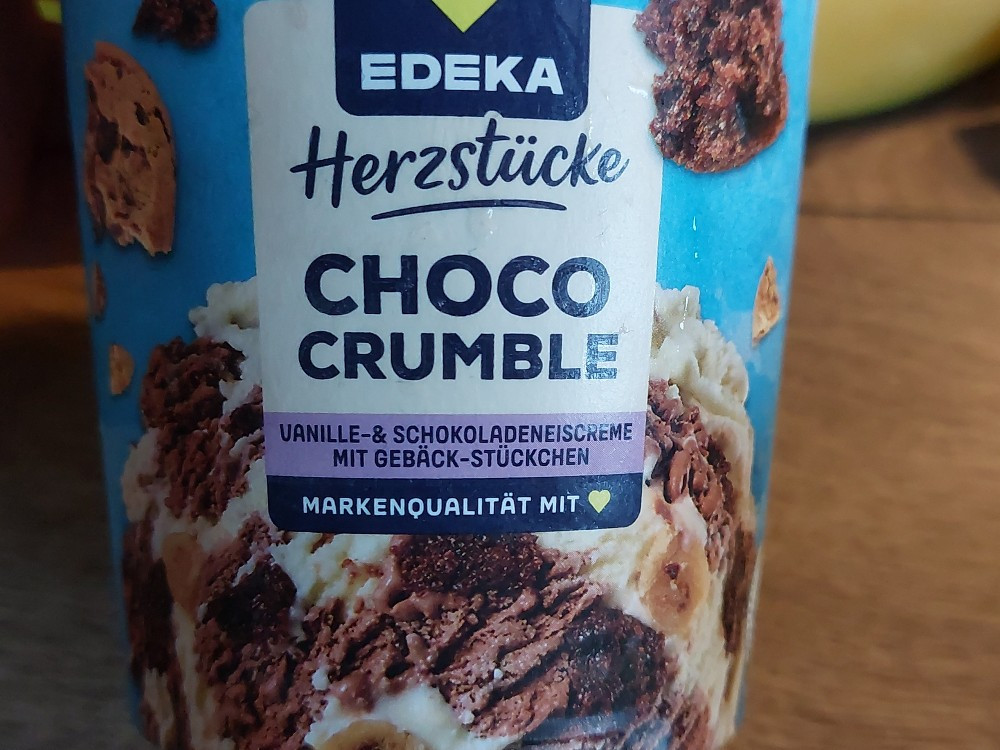 EDEKA
Herzstücke
CHOCO
CRUMBLE
VANILLE-& SCHOKOLADENEISCREME
MIT GEBÄCK-STÜCKCHEN
MARKENQUALITÄT MIT